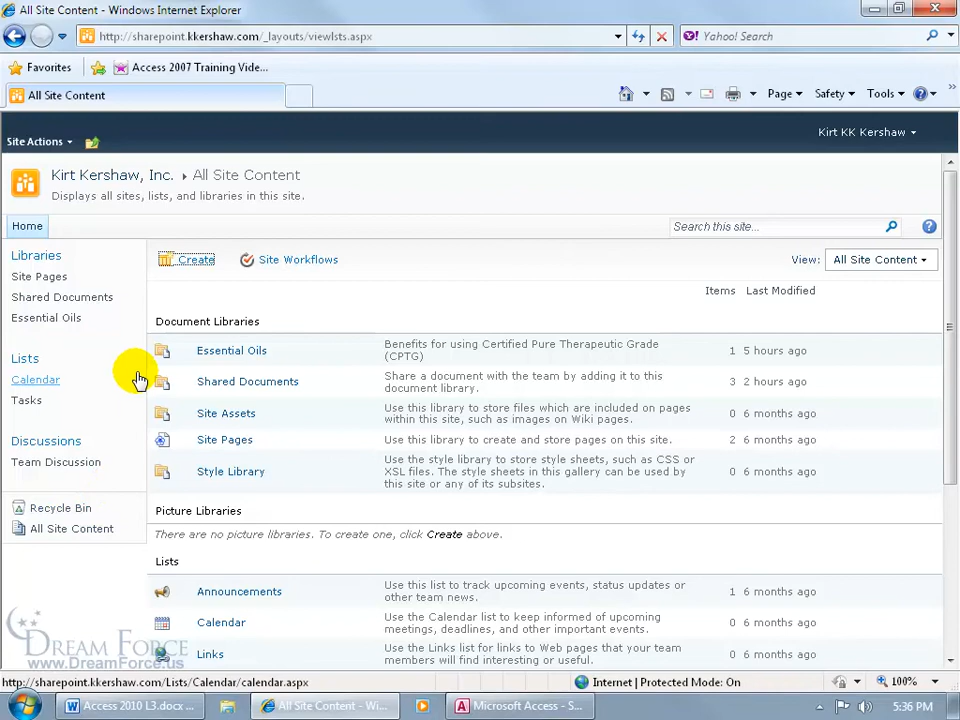 All Site Content - Windows Internet Explorer
http://sharepoint.kkershaw.com/_layouts/viewlsts.aspx
Yahoo! Search
Favorites
Access 2007 Training Vide...
All Site Content
Page
Safety
Tools
»
Site Actions
Kirt KK Kershaw
Kirt Kershaw, Inc. ▸ All Site Content
Displays all sites, lists, and libraries in this site.
Home
Search this site...
Libraries
Site Pages
Shared Documents
Essential Oils
Lists
Calendar
Tasks
Discussions
Team Discussion
Recycle Bin
All Site Content
Create
Site Workflows
View: All Site Content
Items Last Modified
Document Libraries
Essential Oils
Benefits for using Certified Pure Therapeutic Grade
(CPTG)
1 5 hours ago
Shared Documents
Share a document with the team by adding it to this
document library.
3 2 hours ago
Site Assets
Use this library to store files which are included on pages
within this site, such as images on Wiki pages.
0 6 months ago
Site Pages
Use this library to create and store pages on this site.
2 6 months ago
Style Library
Use the style library to store style sheets, such as CSS or
XSL files. The style sheets in this gallery can be used by
this site or any of its subsites.
0 6 months ago
Picture Libraries
There are no picture libraries. To create one, click Create above.
Lists
Announcements
Use this list to track upcoming events, status updates or
other team news.
1 6 months ago
Calendar
Use the Calendar list to keep informed of upcoming
meetings, deadlines, and other important events.
0 6 months ago
Links
Use the Links list for links to Web pages that your team
members will find interesting or useful.
0 6 months ago
DREAM FORCE
www.DreamForce.us
http://sharepoint.kkershaw.com/Lists/Calendar/calendar.aspx
Internet | Protected Mode: On
100%
Access 2010 L3.docx ...
All Site Content - Wi...
Microsoft Access - S...
5:36 PM